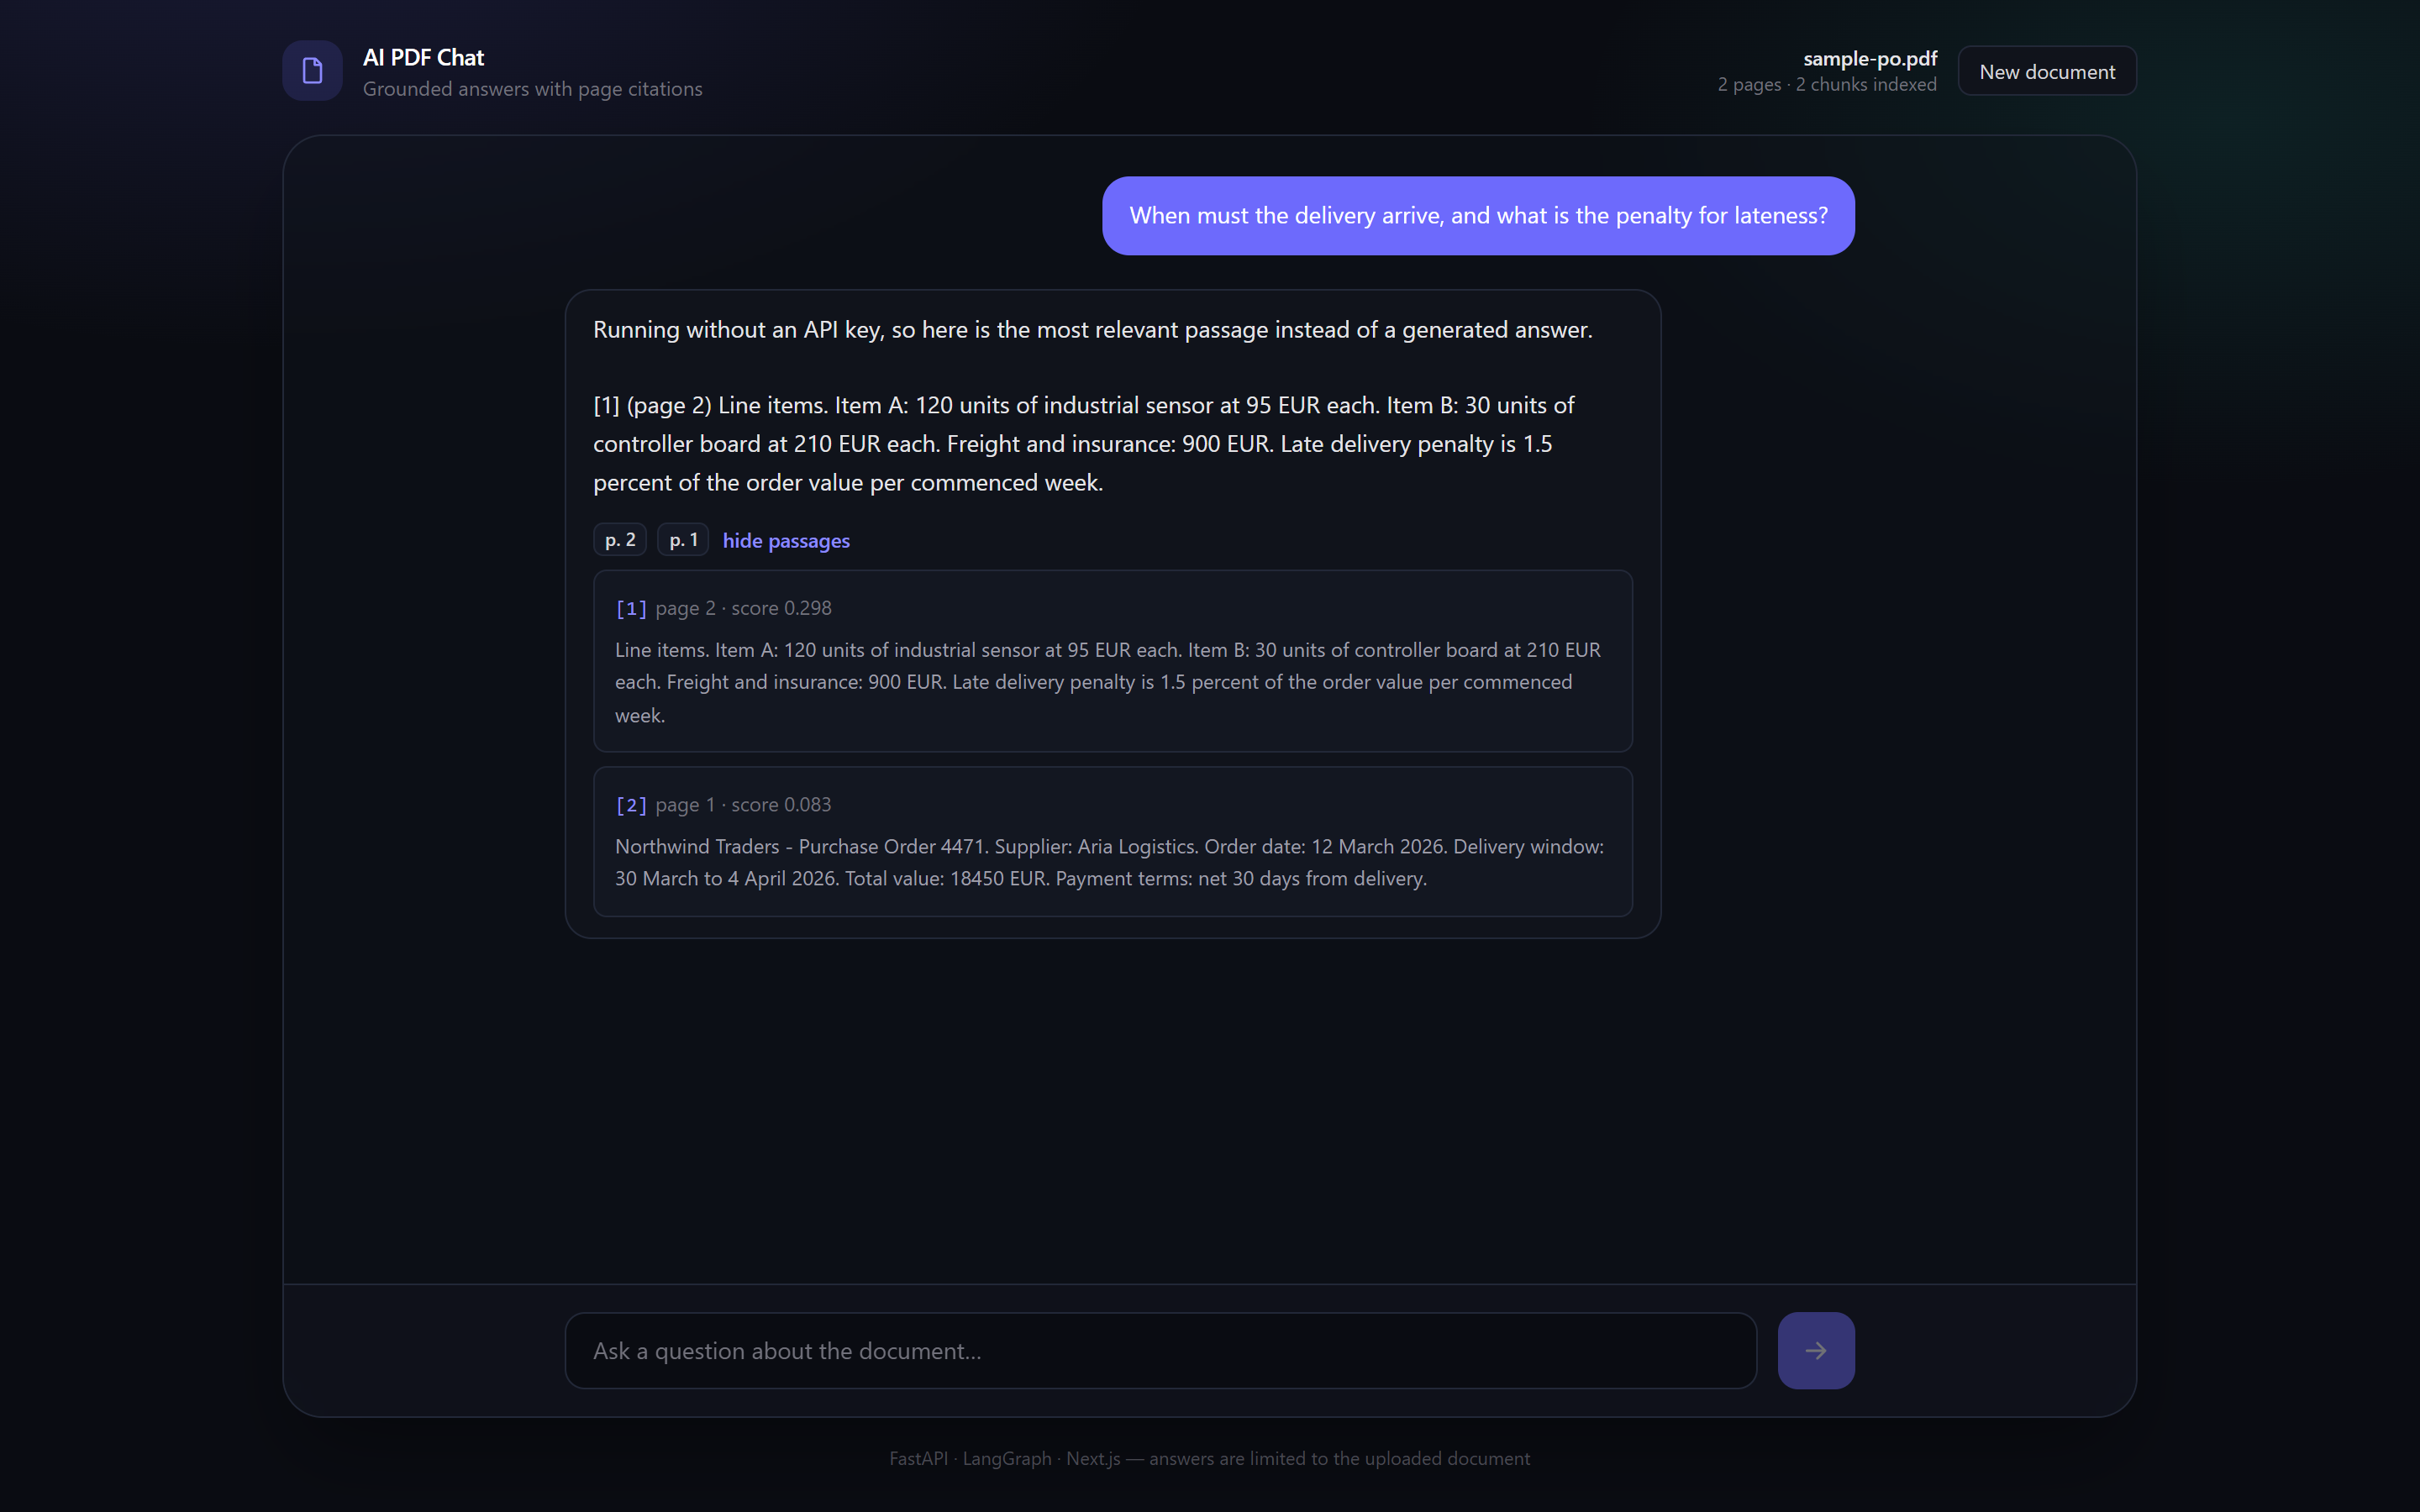 AI PDF Chat
Grounded answers with page citations
sample-po.pdf
2 pages · 2 chunks indexed
New document
When must the delivery arrive, and what is the penalty for lateness?
Running without an API key, so here is the most relevant passage instead of a generated answer.
[1] (page 2) Line items. Item A: 120 units of industrial sensor at 95 EUR each. Item B: 30 units of
controller board at 210 EUR each. Freight and insurance: 900 EUR. Late delivery penalty is 1.5
percent of the order value per commenced week.
p. 2 p. 1 hide passages
[1] page 2 · score 0.298
Line items. Item A: 120 units of industrial sensor at 95 EUR each. Item B: 30 units of controller board at 210 EUR
each. Freight and insurance: 900 EUR. Late delivery penalty is 1.5 percent of the order value per commenced
week.
[2] page 1 · score 0.083
Northwind Traders - Purchase Order 4471. Supplier: Aria Logistics. Order date: 12 March 2026. Delivery window:
30 March to 4 April 2026. Total value: 18450 EUR. Payment terms: net 30 days from delivery.
Ask a question about the document...
FastAPI · LangGraph · Next.js — answers are limited to the uploaded document